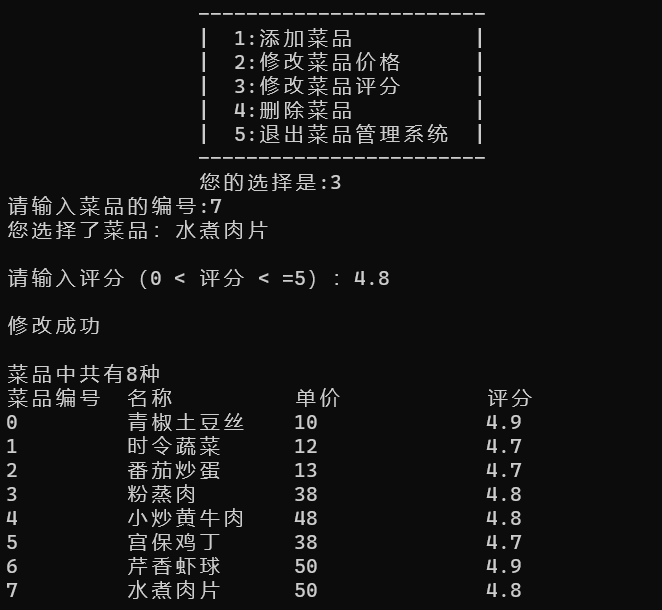 ------------------------
|  1:添加菜品          |
|  2:修改菜品价格      |
|  3:修改菜品评分      |
|  4:删除菜品          |
|  5:退出菜品管理系统  |
------------------------
您的选择是:3
请输入菜品的编号:7
您选择了菜品: 水煮肉片
请输入评分 (0 < 评分 < =5) : 4.8
修改成功
菜品中共有8种
菜品编号  名称          单价            评分
0         青椒土豆丝    10              4.9
1         时令蔬菜      12              4.7
2         番茄炒蛋      13              4.7
3         粉蒸肉        38              4.8
4         小炒黄牛肉    48              4.8
5         宫保鸡丁      38              4.7
6         芹香虾球      50              4.9
7         水煮肉片      50              4.8